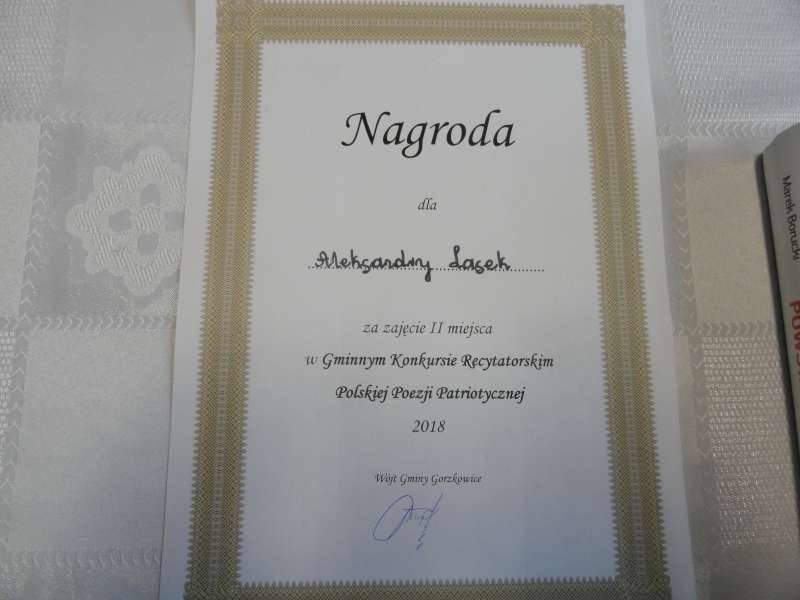 Nagroda
dla
Aleksandry Lasek
za zajęcie II miejsca
w Gminnym Konkursie Recytatorskim
Polskiej Poezji Patriotycznej
2018
Wójt Gminy Gorzkowice
Marek Borucki